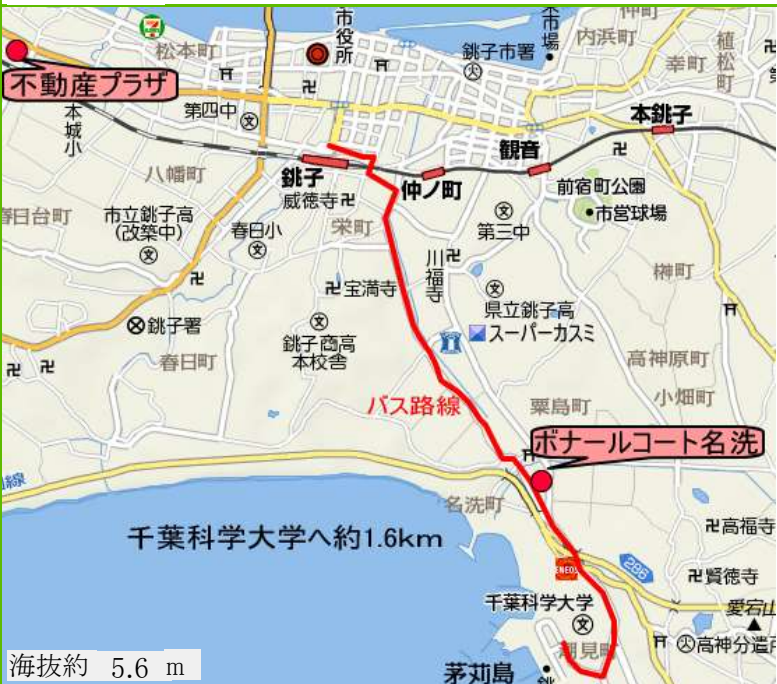 市役所
松本町
不動産プラザ
第四中
本城小
銚子市署
内浜町
仲町
植松町
幸町
本銚子
観音
仲ノ町
銚子
威徳寺
八幡町
春日台町
市立銚子高
(改築中)
春日小
栄町
第三中
前宿町公園
市営球場
川福寺
榊町
宝満寺
県立銚子高
スーパーカスミ
銚子署
銚子商高
本校舎
春日町
高神原町
小畑町
バス路線
粟島町
ボナールコート名洗
名洗町
千葉科学大学へ約1.6km
高福寺
286
賢徳寺
ENEOS
千葉科学大学
愛宕山
潮見町
高神分遣所
茅苅島
海抜約 5.6 m